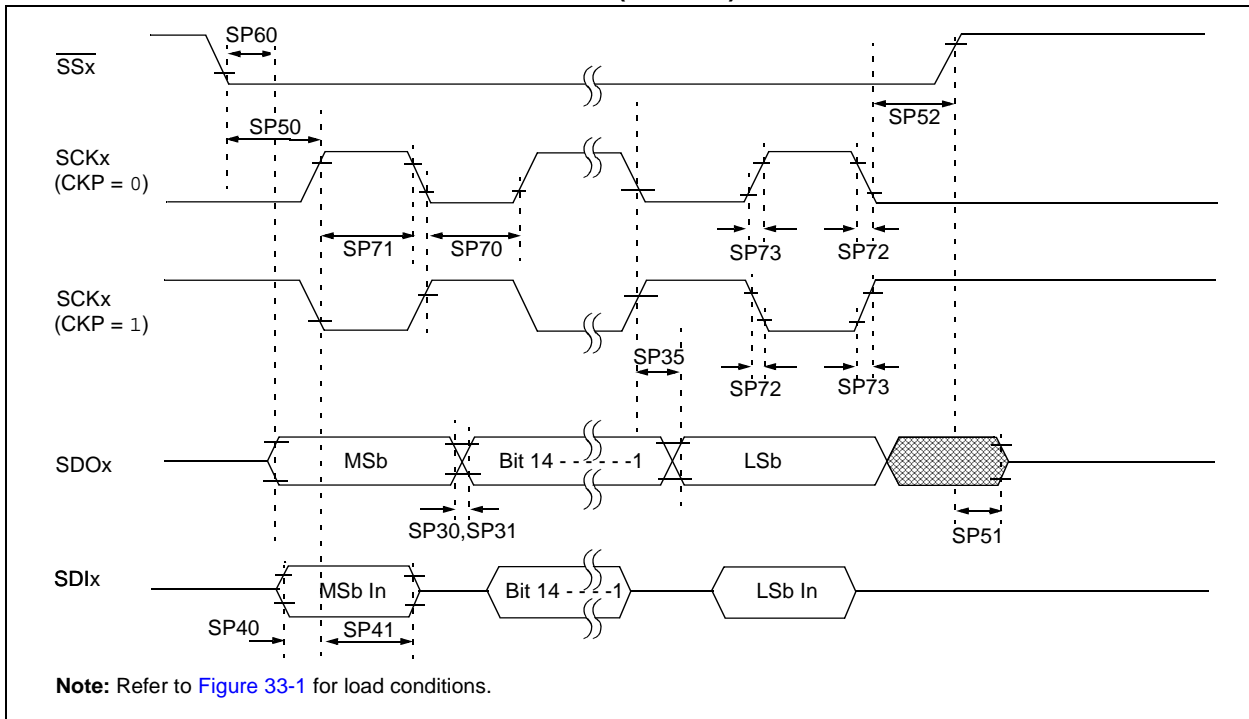 SP60
SSx
SP50
SP52
SCKx
(CKP = 0)
SP71
SP70
SP73
SP72
SCKx
(CKP = 1)
SP35
SP72
SP73
SDOx
MSb
Bit 14 - - - - - -1
LSb
SP30,SP31
SP51
SDIx
MSb In
Bit 14 - - - -1
LSb In
SP40
SP41
Note: Refer to Figure 33-1 for load conditions.